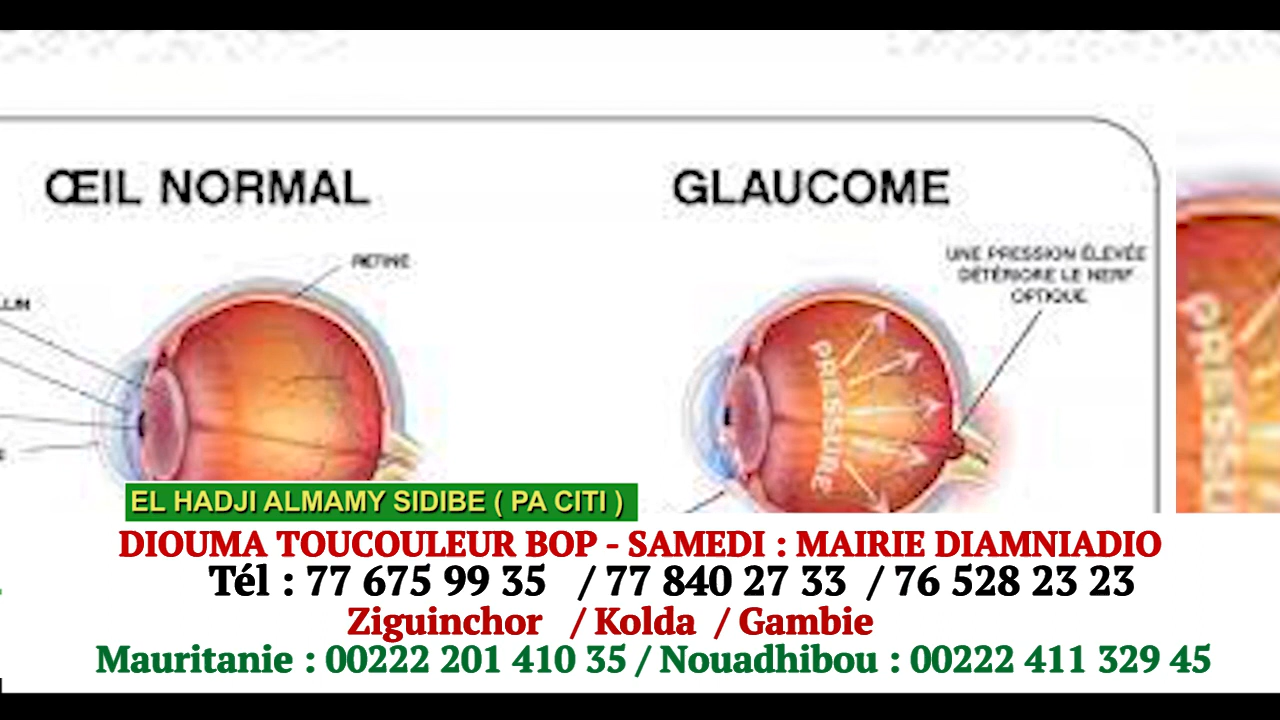 ŒIL NORMAL
GLAUCOME
RETINE
UNE PRESSION ÉLEVÉE
DÉTÉRIORE LE NERF
OPTIQUE
PRESSURE
EL HADJI ALMAMY SIDIBE ( PA CITI )
DIOUMA TOUCOULEUR BOP - SAMEDI : MAIRIE DIAMNIADIO
Tél : 77 675 99 35 / 77 840 27 33 / 76 528 23 23
Ziguinchor / Kolda / Gambie
Mauritanie : 00222 201 410 35 / Nouadhibou : 00222 411 329 45